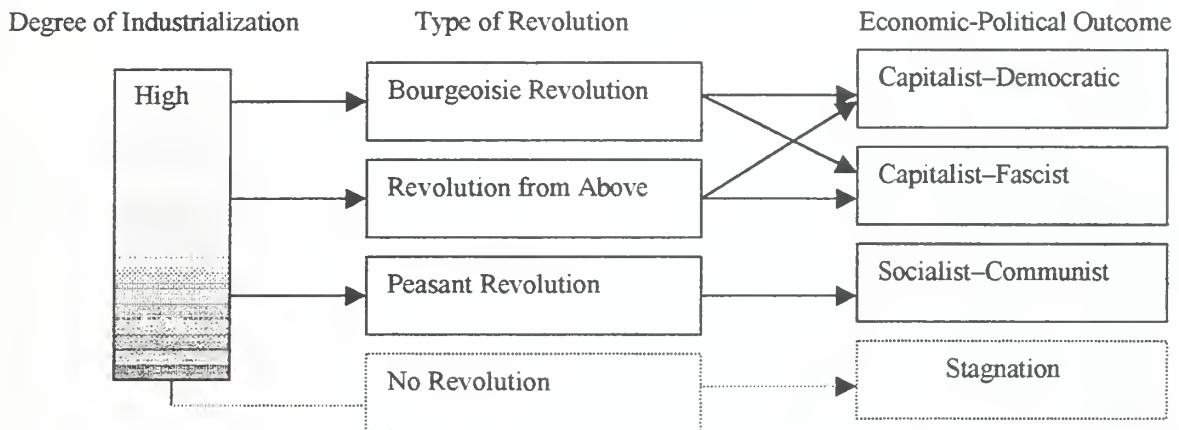 Degree of Industrialization
Type of Revolution
Economic-Political Outcome
High
Bourgeoisie Revolution
Capitalist–Democratic
Revolution from Above
Capitalist–Fascist
Peasant Revolution
Socialist–Communist
No Revolution
Stagnation